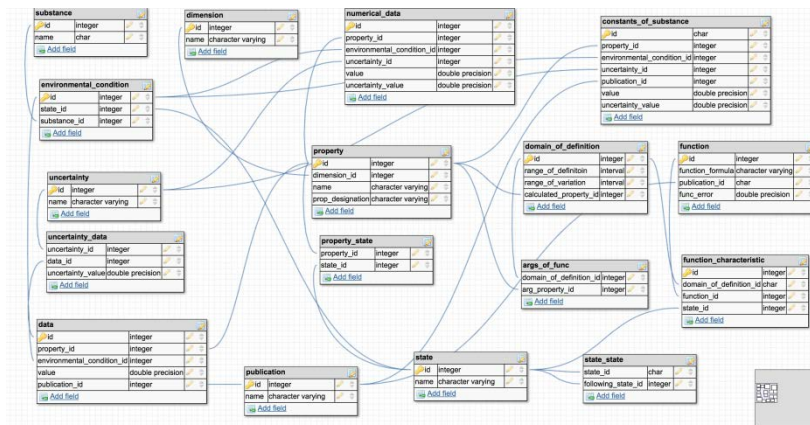 substance
id integer
name char
Add field
dimension
id integer
name character varying
Add field
numerical_data
id integer
property_id integer
environmental_condition_id integer
uncertainty_id integer
value double precision
uncertainty_value double precision
Add field
constants_of_substance
id char
property_id integer
environmental_condition_id integer
uncertainty_id integer
publication_id integer
value double precision
uncertainty_value double precision
Add field
environmental_condition
id integer
state_id integer
substance_id integer
Add field
property
id integer
dimension_id integer
name character varying
prop_designation character varying
Add field
domain_of_definition
id integer
range_of_definitoin interval
range_of_variation interval
calculated_property_id integer
Add field
function
id integer
function_formula character varying
publication_id char
func_error double precision
Add field
uncertainty
id integer
name character varying
Add field
uncertainty_data
uncertainty_id integer
data_id integer
uncertainty_value double precision
Add field
property_state
property_id integer
state_id integer
Add field
args_of_func
domain_of_definition_id integer
arg_property_id integer
Add field
function_characteristic
id integer
domain_of_definition_id char
function_id integer
state_id integer
Add field
data
id integer
property_id integer
environmental_condition_id integer
value double precision
publication_id integer
Add field
publication
id integer
name character varying
Add field
state
id integer
name character varying
Add field
state_state
state_id char
following_state_id integer
Add field